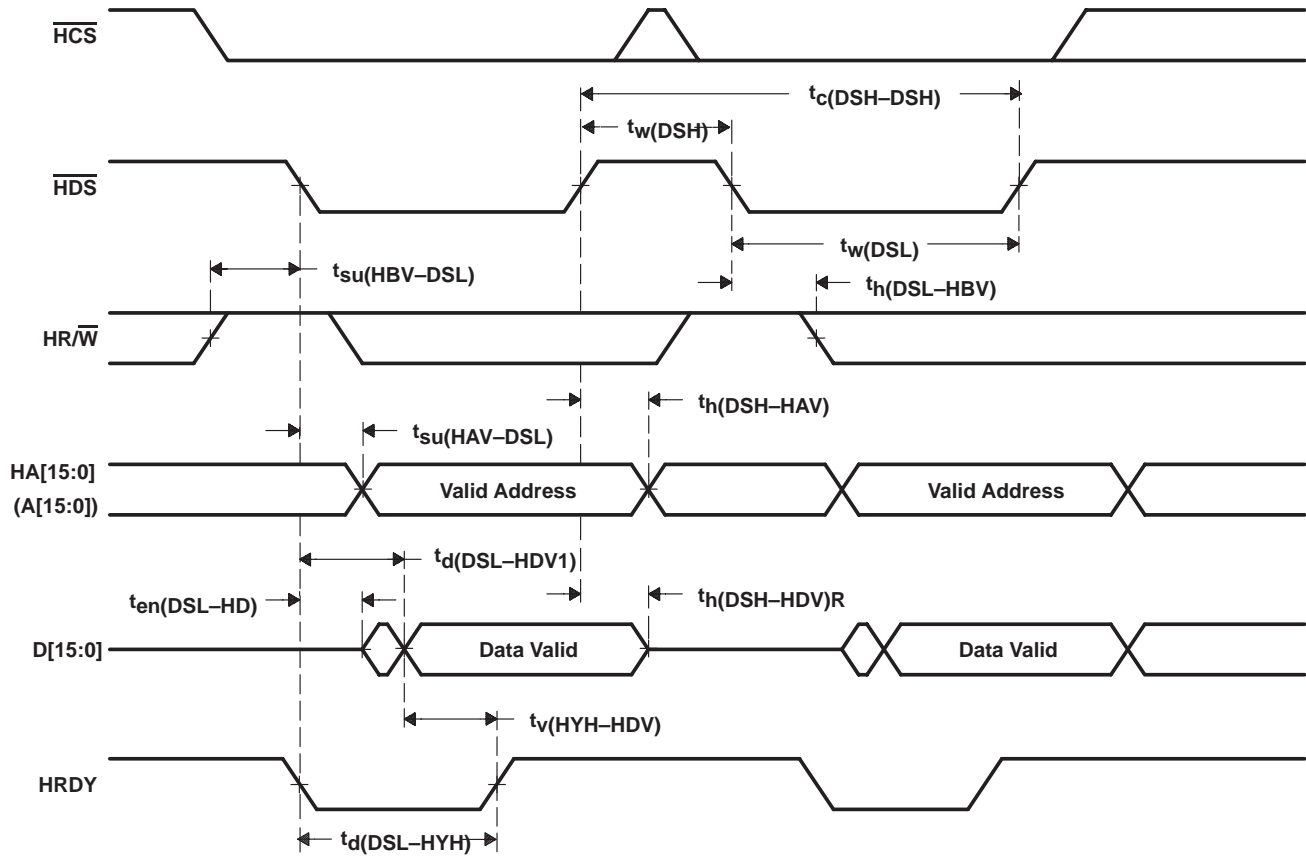 HCS
tc(DSH–DSH)
tw(DSH)
HDS
tw(DSL)
tsu(HBV–DSL)
th(DSL–HBV)
HR/W
th(DSH–HAV)
tsu(HAV–DSL)
HA[15:0]
(A[15:0])
Valid Address
Valid Address
td(DSL–HDV1)
ten(DSL–HD)
th(DSH–HDV)R
D[15:0]
Data Valid
Data Valid
tv(HYH–HDV)
HRDY
td(DSL–HYH)